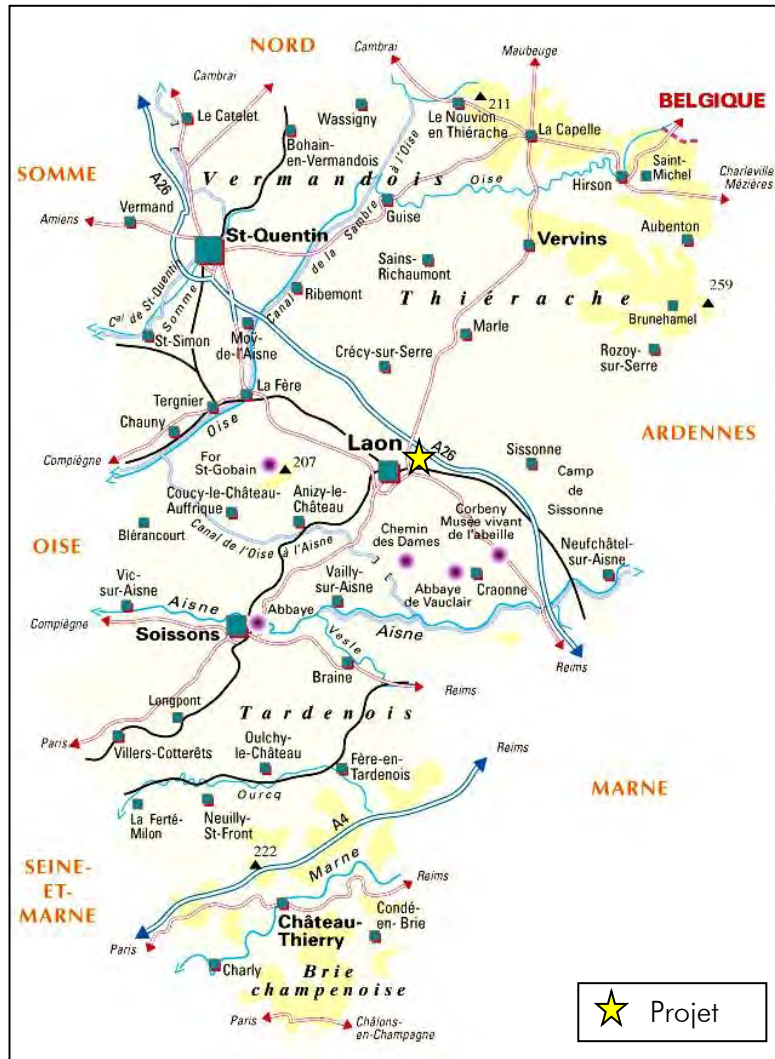 NORD
Cambrai
Maubeuge
Cambrai
211
Le Catelet
Wassigny
Le Nouvion
en Thiérache
BELGIQUE
La Capelle
Bohain-
en-Vermandois
SOMME
A26
Vermandois
Oise
Saint-
Michel
Hirson
Charleville
Mézières
Vermand
Amiens
Guise
St-Quentin
Canal de la Sambre à l'Oise
Vervins
Aubenton
Sains-
Richaumont
Cal de St-Quentin
Somme
Ribemont
Thiérache
259
Brunehamel
St-Simon
Moÿ-
de-l'Aisne
Marle
Crécy-sur-Serre
Rozoy-
sur-Serre
La Fère
Tergnier
Chauny
Oise
Laon
A26
ARDENNES
Compiègne
For
St-Gobain
207
Sissonne
Camp
de
Sissonne
Coucy-le-Château-
Auffrique
Anizy-le-
Château
Corbeny
Musée vivant
de l'abeille
Chemin
des Dames
Blérancourt
Canal de l'Oise à l'Aisne
Neufchâtel-
sur-Aisne
OISE
Vic-
sur-Aisne
Vailly-
sur-Aisne
Abbaye
de Vauclair
Craonne
Aisne
Abbaye
Aisne
Compiègne
Soissons
Vesle
Reims
Braine
Reims
Longpont
Tardenois
Paris
Villers-Cotterêts
Oulchy-
le-Château
Fère-en-
Tardenois
Reims
MARNE
Ourcq
La Ferté-
Milon
Neuilly-
St-Front
A4
222
Marne
SEINE-
ET-
MARNE
Reims
Condé-
en-Brie
Château-
Thierry
Paris
Charly
Brie
champenoise
Projet
Paris
Châlons-
en-Champagne